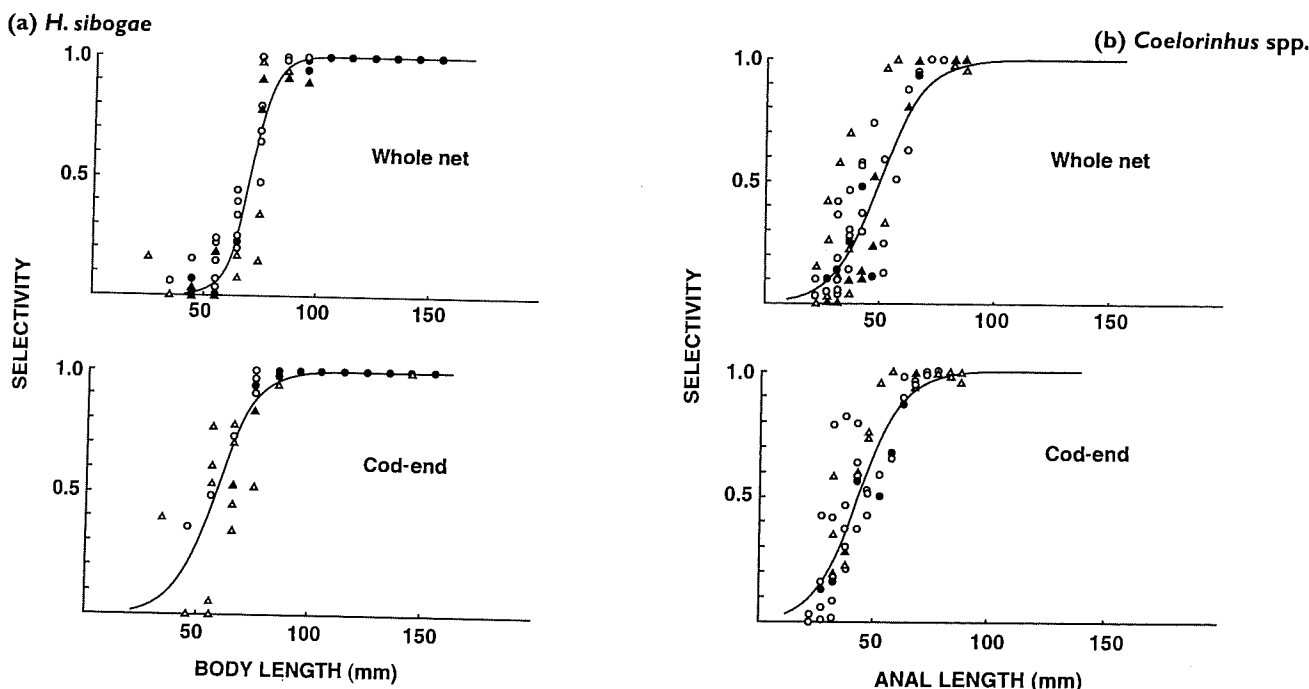 (a) H. sibogae
1.0
0.5
Whole net
50
100
150
1.0
0.5
Cod-end
50
100
150
SELECTIVITY
BODY LENGTH (mm)
(b) Coelorinhus spp.
1.0
0.5
Whole net
50
100
150
1.0
0.5
Cod-end
50
100
150
SELECTIVITY
ANAL LENGTH (mm)